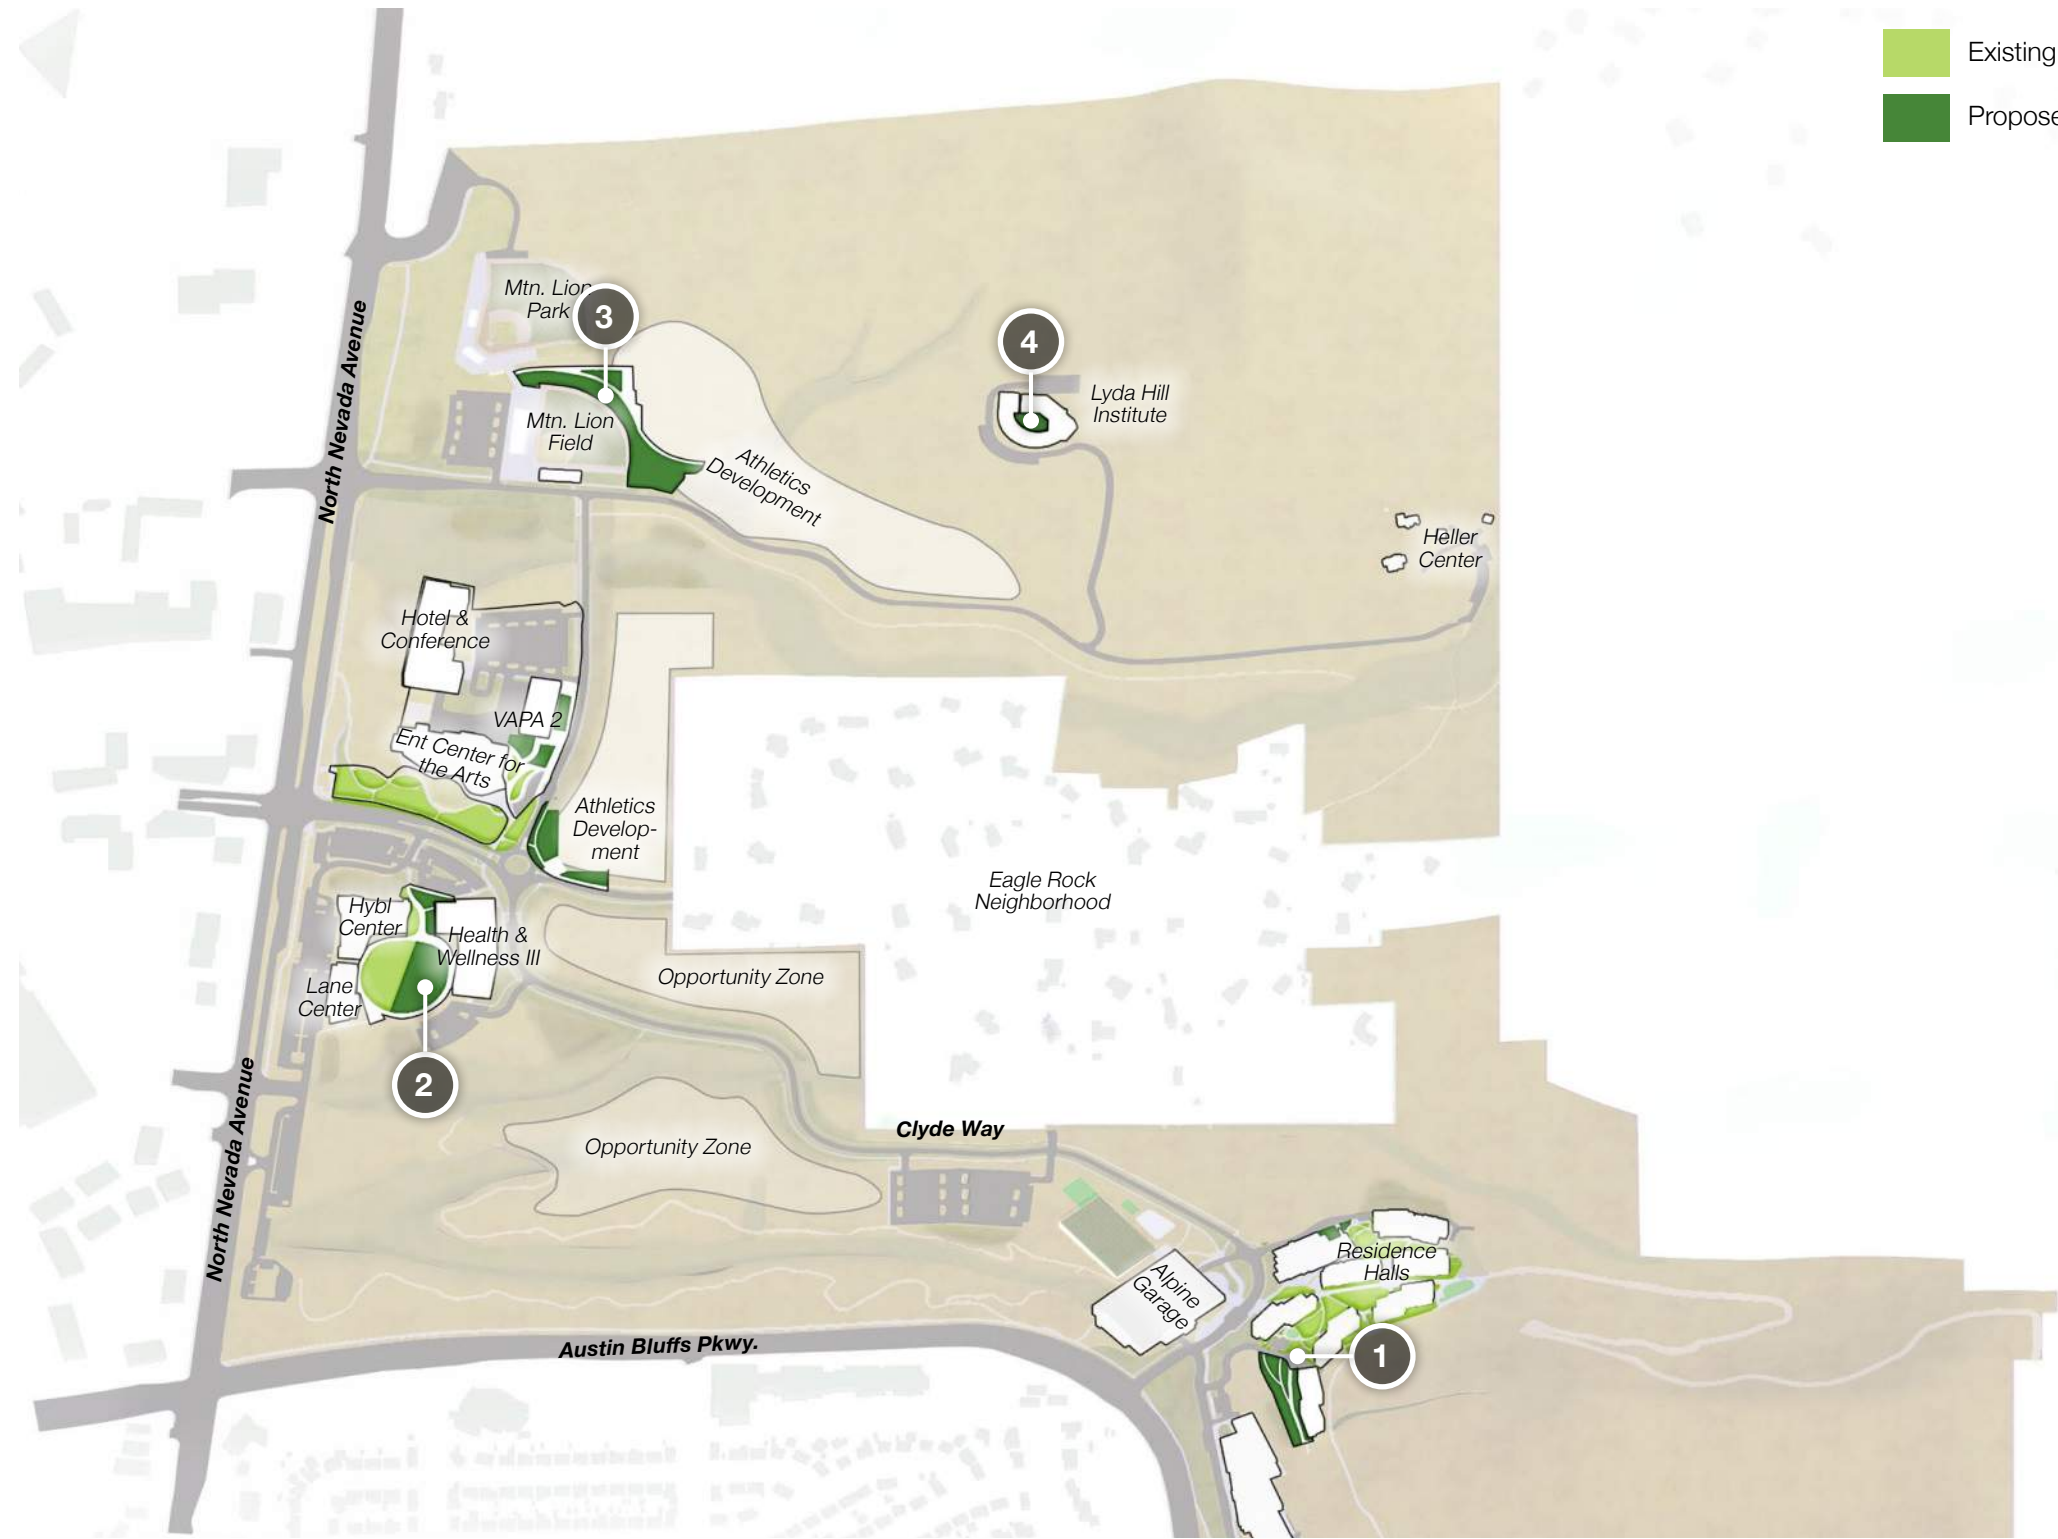 Existing
Propose
North Nevada Avenue
Mtn. Lion
Park
3
4
Lyda Hill
Institute
Mtn. Lion
Field
Athletics
Development
Heller
Center
Hotel &
Conference
VAPA 2
Ent Center for
the Arts
Athletics
Develop-
ment
Eagle Rock
Neighborhood
Hybl
Center
Health &
Wellness III
Lane
Center
Opportunity Zone
2
North Nevada Avenue
Opportunity Zone
Clyde Way
Residence
Halls
Alpine
Garage
Austin Bluffs Pkwy.
1